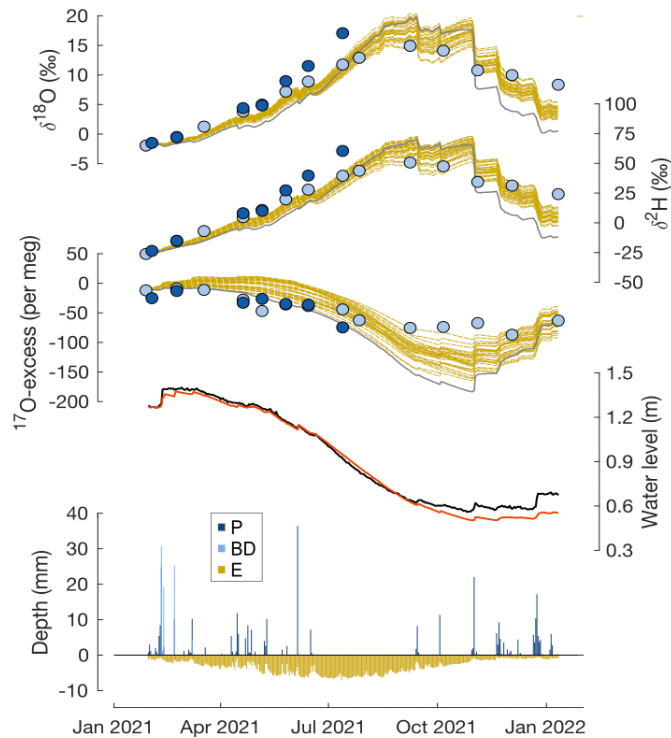 20
15
10
5
0
-5
δ18O (‰)
100
75
50
25
0
-25
-50
δ2H (‰)
50
0
-50
-100
-150
-200
17O-excess (per meg)
1.5
1.2
0.9
0.6
0.3
Water level (m)
P
BD
E
40
30
20
10
0
-10
Depth (mm)
Jan 2021
Apr 2021
Jul 2021
Oct 2021
Jan 2022